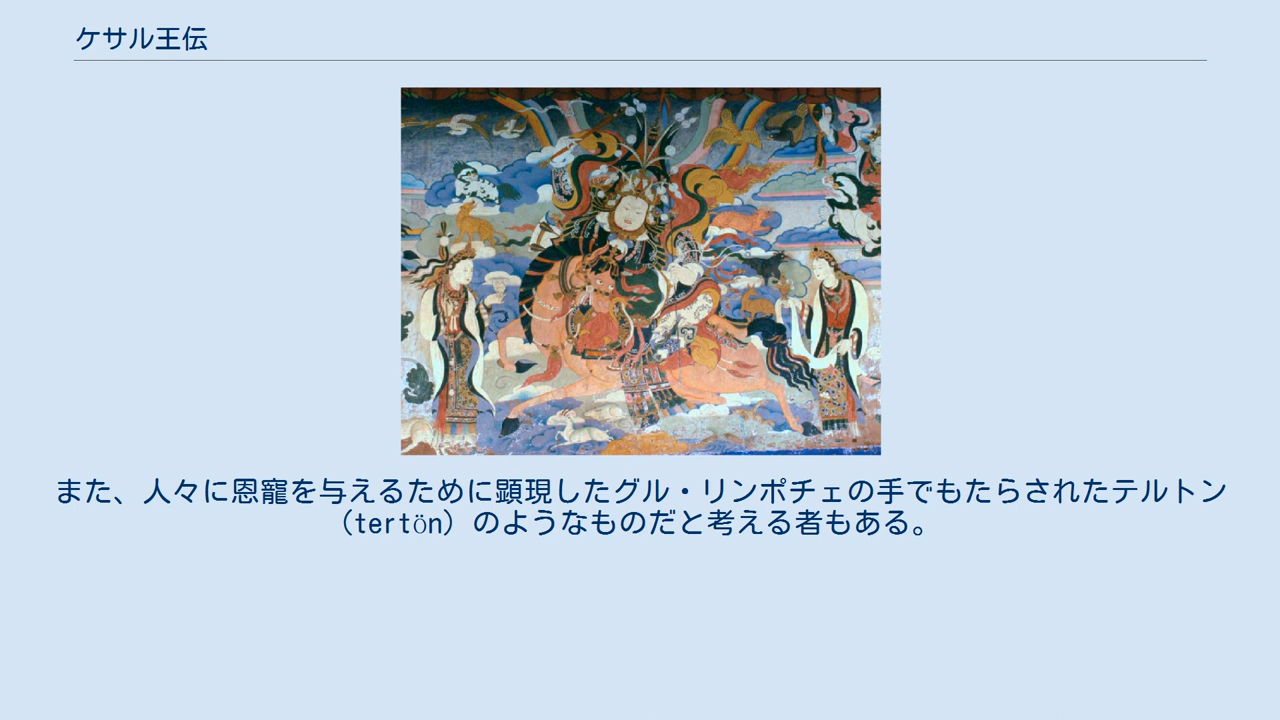 ケサル王伝
また、人々に恩寵を与えるために顕現したグル・リンポチェの手でもたらされたテルトン
（tertön）のようなものだと考える者もある。